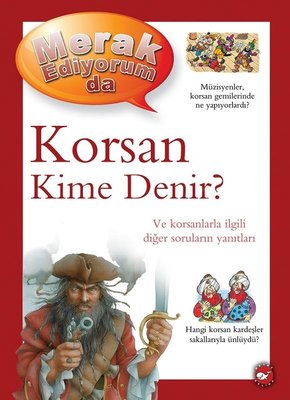 Merak
Ediyorum
da
Müzisyenler,
korsan gemilerinde
ne yapıyorlardı?
Korsan
Kime Denir?
Ve korsanlarla ilgili
diğer soruların yanıtları
Hangi korsan kardeşler
sakallarıyla ünlüydü?